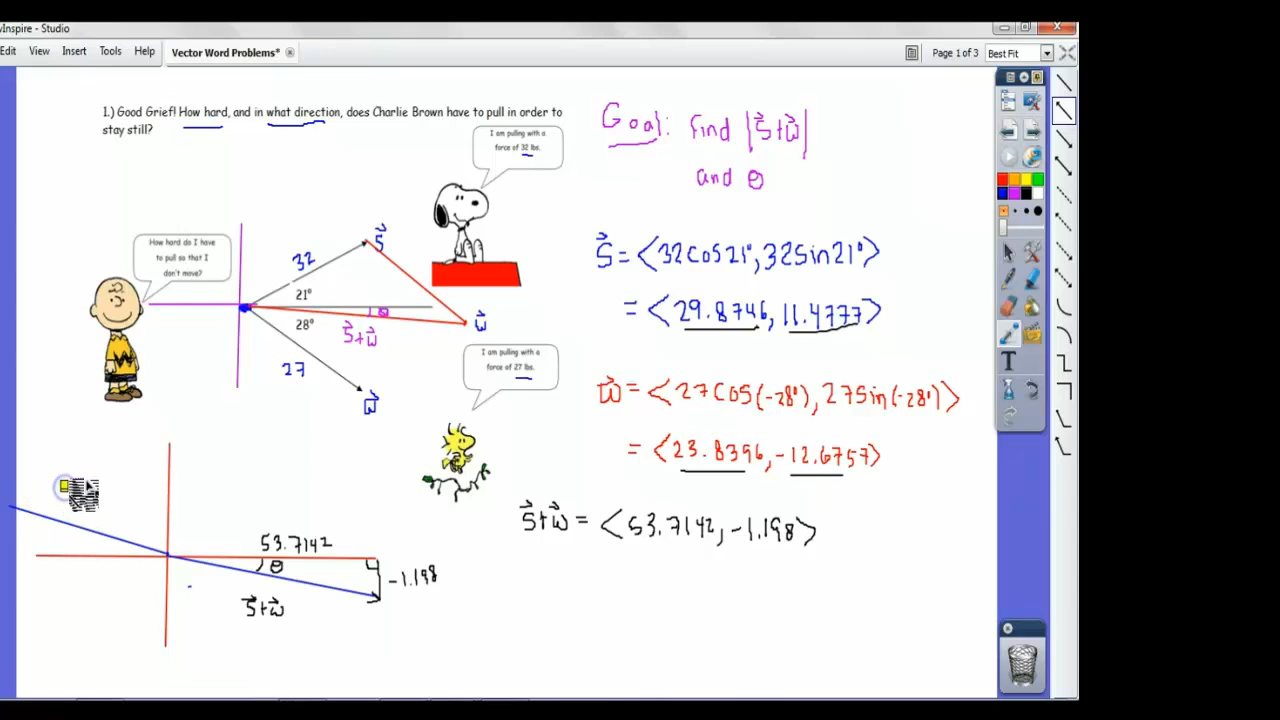 vInspire - Studio
Edit View Insert Tools Help
Vector Word Problems*
Page 1 of 3
Best Fit
1.) Good Grief! How hard, and in what direction, does Charlie Brown have to pull in order to
stay still?
I am pulling with a
force of 32 lbs.
Goal: Find |S⃗+w⃗|
and θ
How hard do I have
to pull so that I
don't move?
32
S⃗
21°
θ
28°
S⃗+w⃗
w⃗
27
w⃗
I am pulling with a
force of 27 lbs.
S⃗ = <32cos21°, 32sin21°>
= <29.8746, 11.4777>
w⃗ = <27cos(-28°), 27sin(-28°)>
= <23.8396, -12.6757>
S⃗+w⃗ = <53.7142, -1.198>
53.7142
θ
-1.198
S⃗+w⃗
T